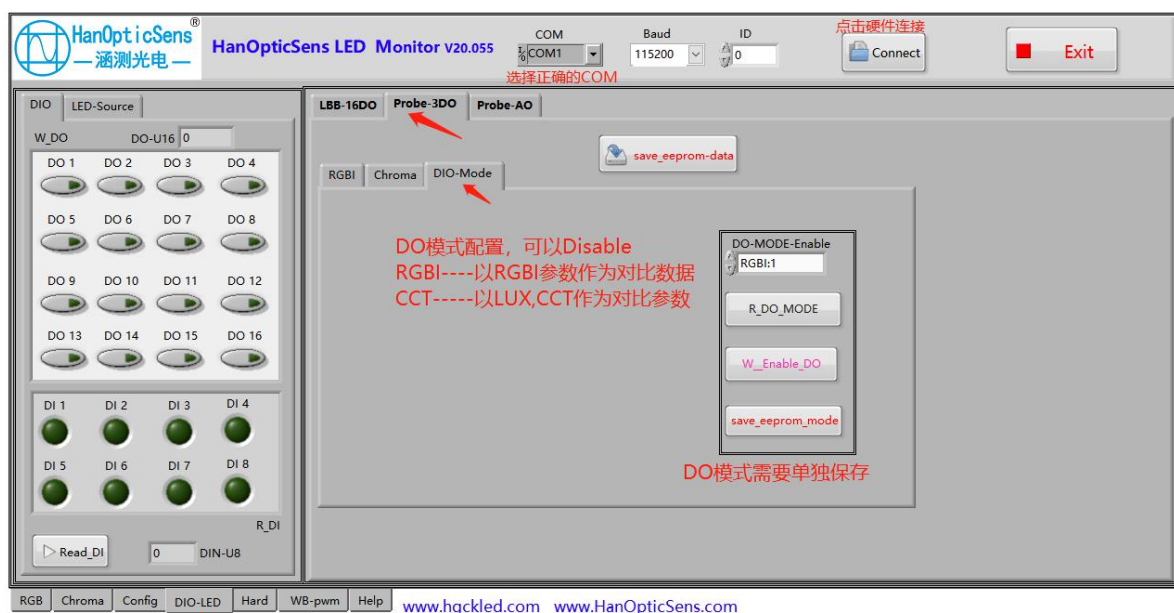 HanOpticSens®
涵测光电
HanOpticSens LED Monitor V20.055
COM
COM1
选择正确的COM
Baud
115200
ID
0
点击硬件连接
Connect
Exit
DIO LED-Source
W_DO DO-U16 0
DO 1 DO 2 DO 3 DO 4
DO 5 DO 6 DO 7 DO 8
DO 9 DO 10 DO 11 DO 12
DO 13 DO 14 DO 15 DO 16
DI 1 DI 2 DI 3 DI 4
DI 5 DI 6 DI 7 DI 8
R_DI
Read_DI 0 DIN-U8
LBB-16DO Probe-3DO Probe-AO
save_eeprom-data
RGBI Chroma DIO-Mode
DO模式配置，可以Disable
RGBI----以RGBI参数作为对比数据
CCT-----以LUX,CCT作为对比参数
DO-MODE-Enable
RGBI:1
R_DO_MODE
W__Enable_DO
save_eeprom_mode
DO模式需要单独保存
RGB Chroma Config DIO-LED Hard WB-pwm Help
www.hgckled.com www.HanOpticSens.com